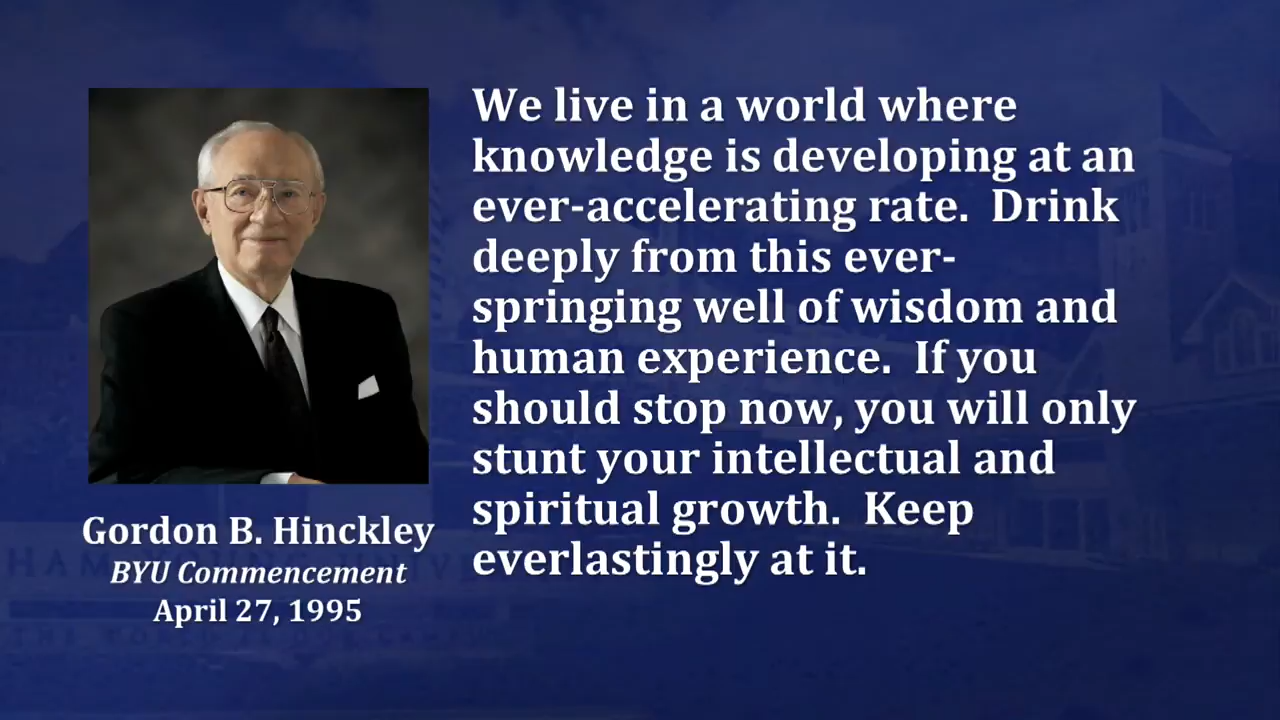 We live in a world where
knowledge is developing at an
ever-accelerating rate.  Drink
deeply from this ever-
springing well of wisdom and
human experience.  If you
should stop now, you will only
stunt your intellectual and
spiritual growth.  Keep
everlastingly at it.
Gordon B. Hinckley
BYU Commencement
April 27, 1995